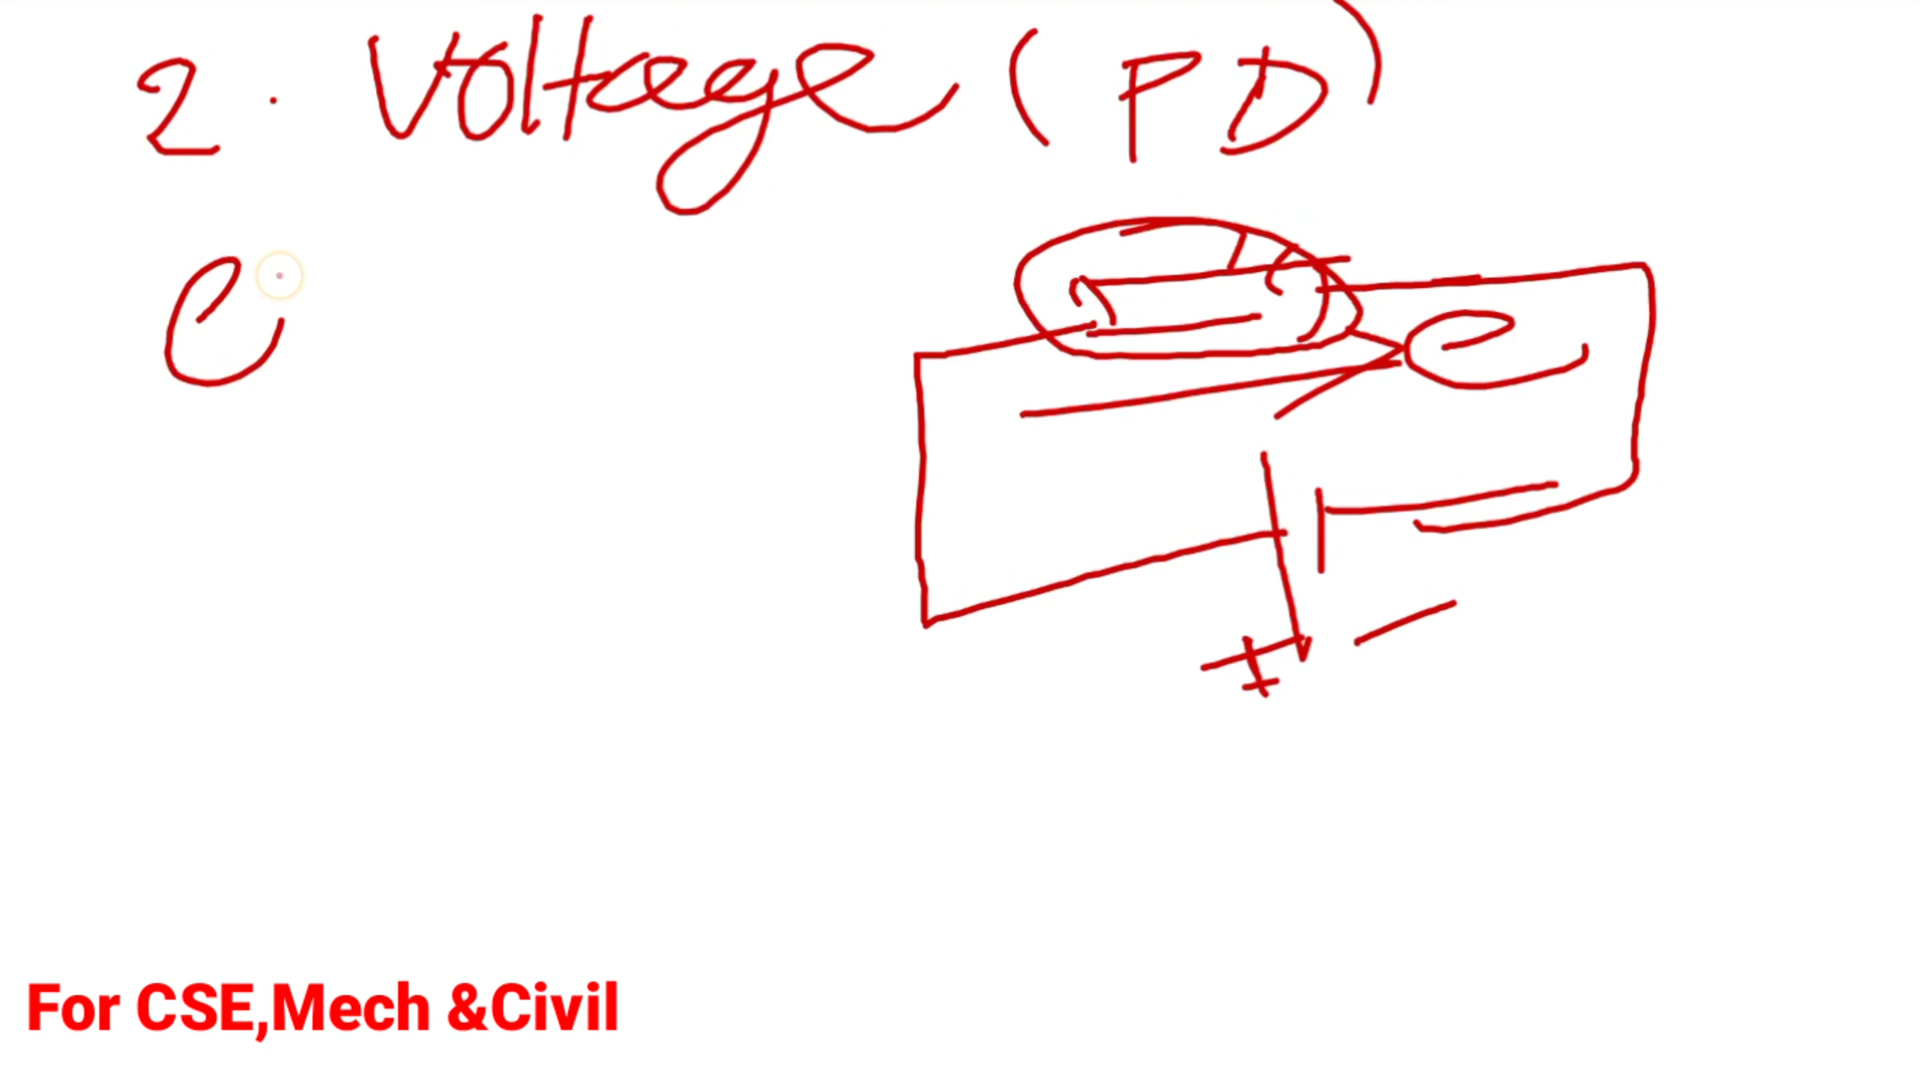 2. Voltage (PD)
e
e
+ -
For CSE,Mech &Civil